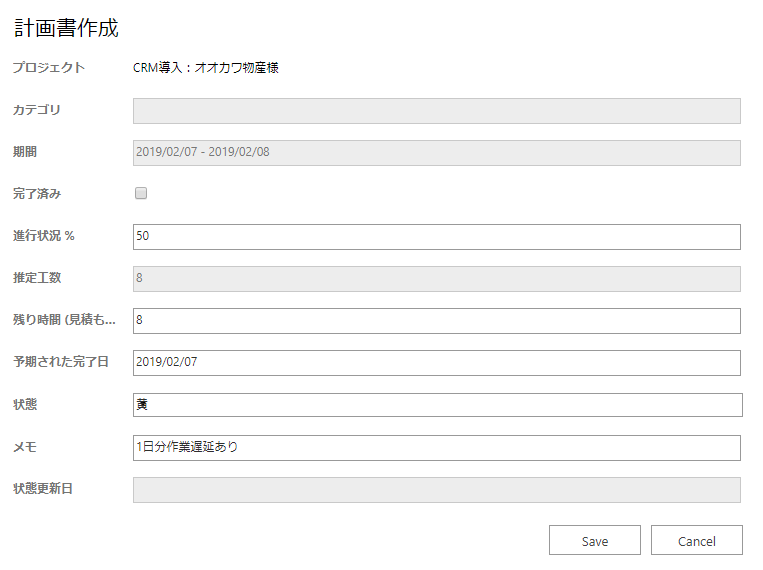 計画書作成
プロジェクト CRM導入：オオカワ物産様
カテゴリ
期間 2019/02/07 - 2019/02/08
完了済み
進行状況 % 50
推定工数 8
残り時間 (見積も... 8
予期された完了日 2019/02/07
状態 黄
メモ 1日分作業遅延あり
状態更新日
Save Cancel